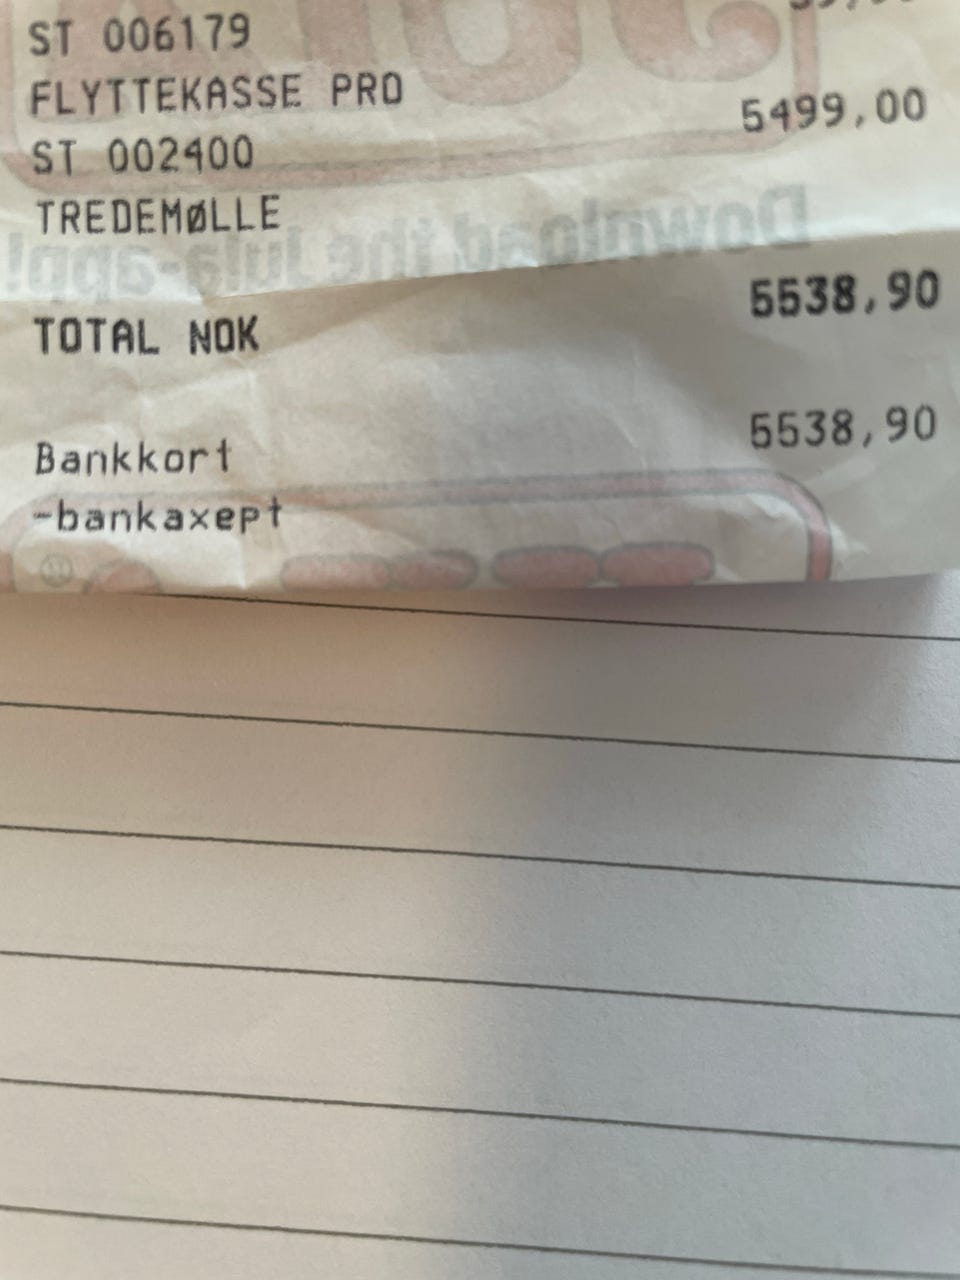 ST 006179
FLYTTEKASSE PRO
ST 002400 5499,00
TREDEMØLLE
Download the Jula-app!
TOTAL NOK 5538,90
Bankkort 5538,90
-bankaxept